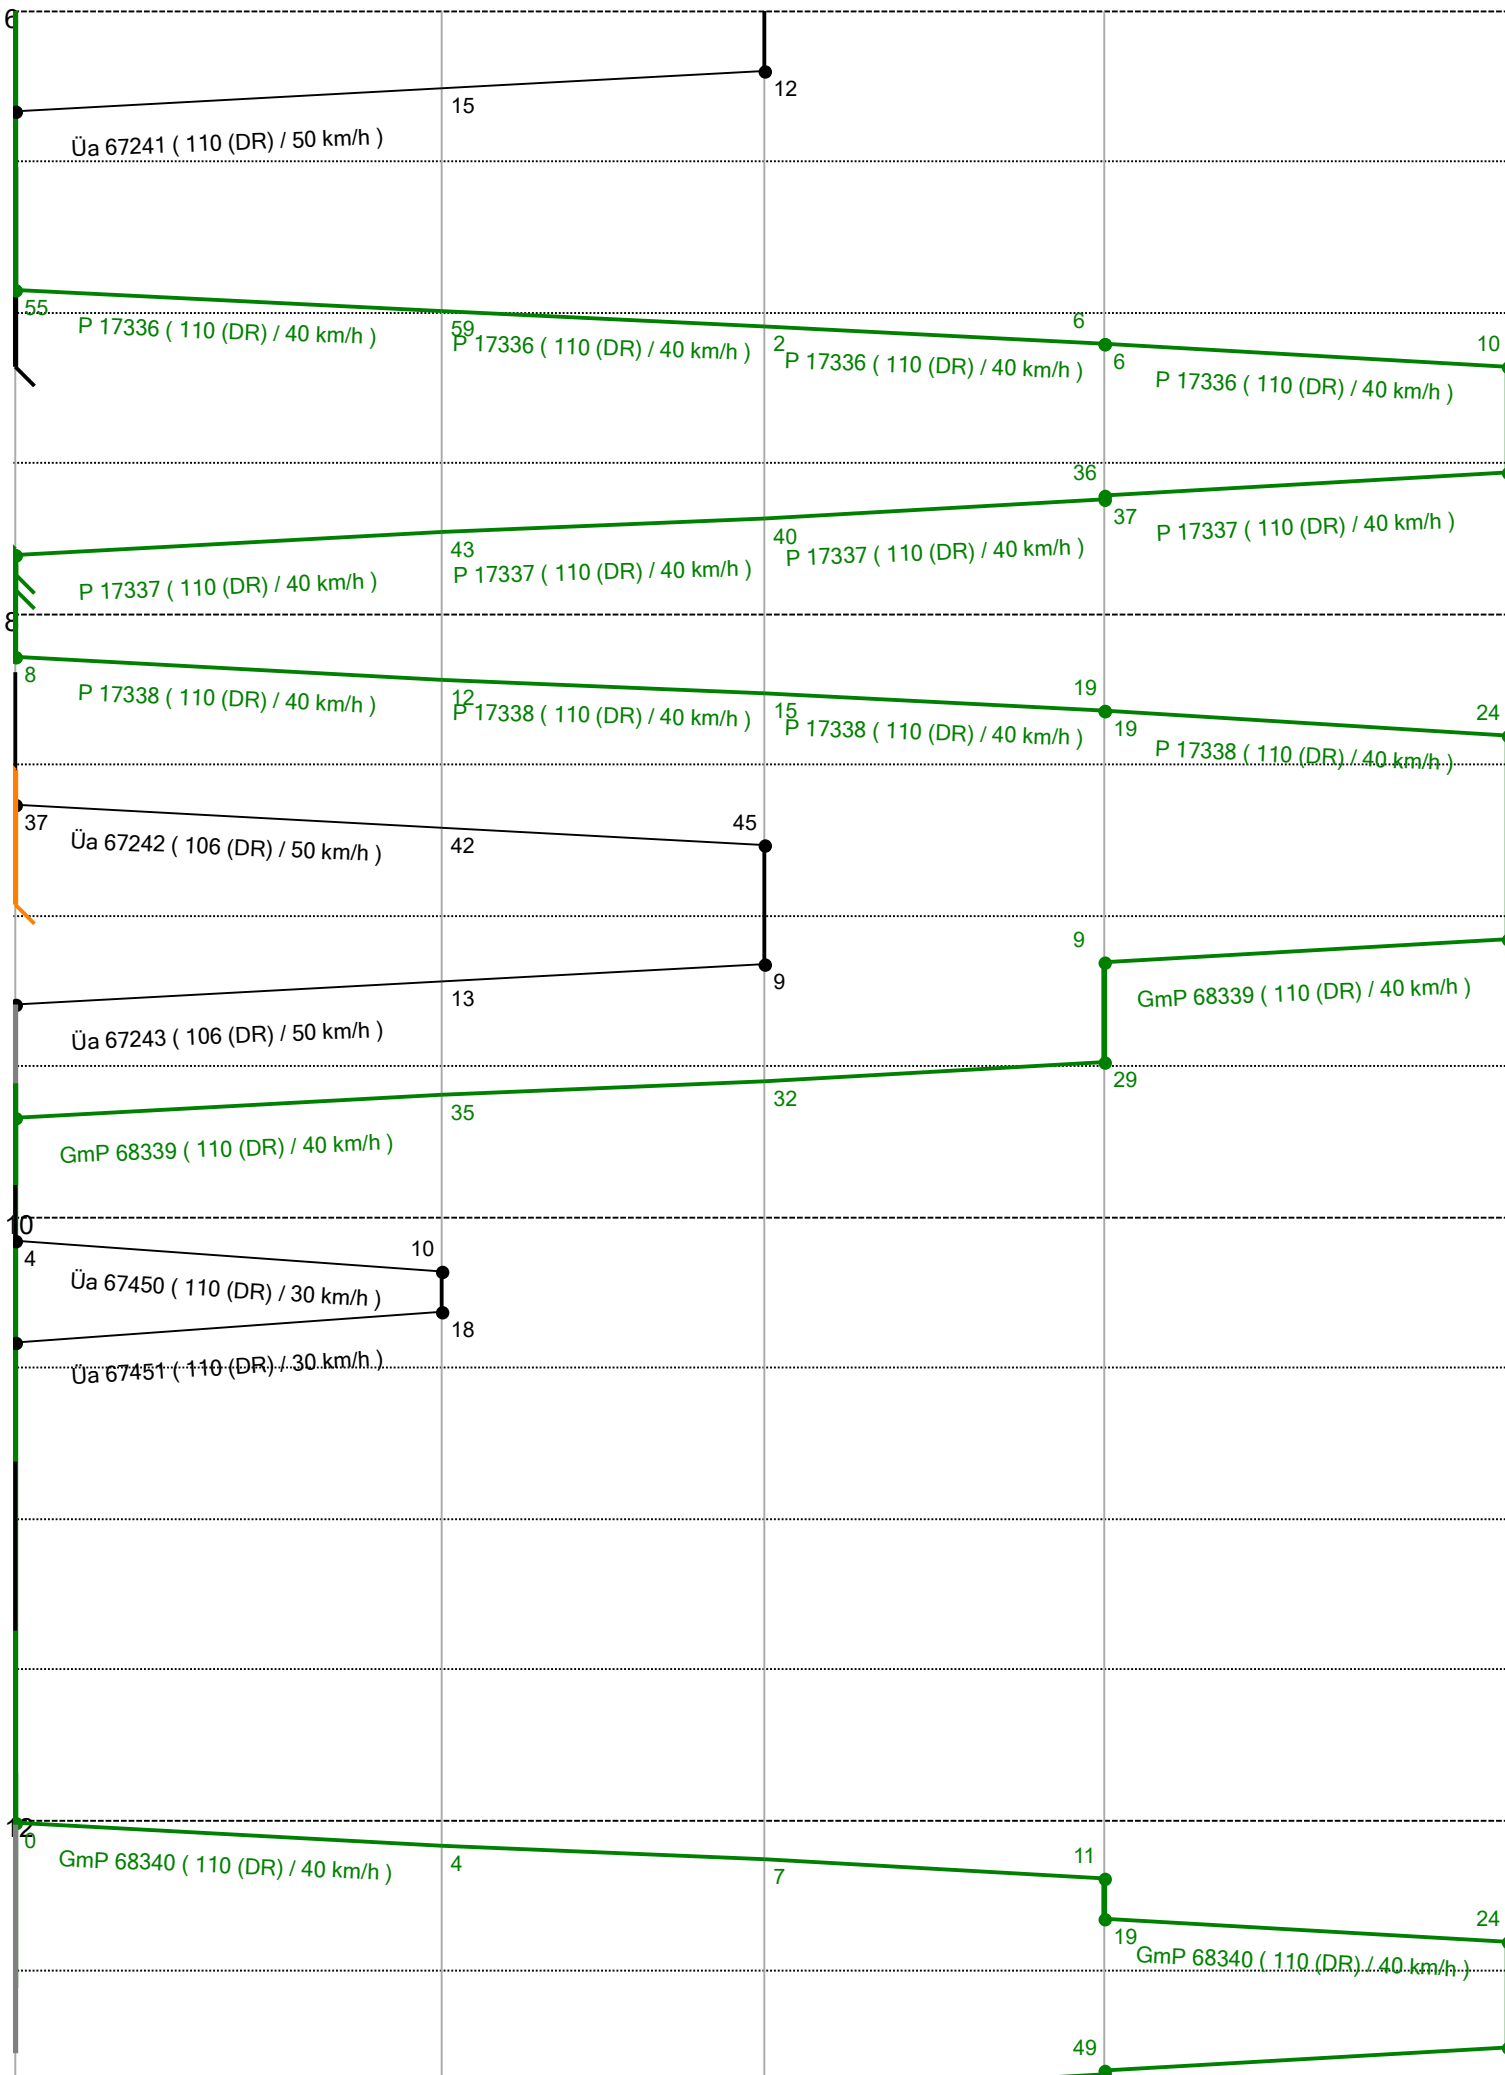 6
12
15
Üa 67241 ( 110 (DR) / 50 km/h )
55
P 17336 ( 110 (DR) / 40 km/h )
59
P 17336 ( 110 (DR) / 40 km/h )
2
P 17336 ( 110 (DR) / 40 km/h )
6
6
P 17336 ( 110 (DR) / 40 km/h )
10
36
37
P 17337 ( 110 (DR) / 40 km/h )
40
P 17337 ( 110 (DR) / 40 km/h )
43
P 17337 ( 110 (DR) / 40 km/h )
P 17337 ( 110 (DR) / 40 km/h )
8
8
P 17338 ( 110 (DR) / 40 km/h )
12
P 17338 ( 110 (DR) / 40 km/h )
15
P 17338 ( 110 (DR) / 40 km/h )
19
19
P 17338 ( 110 (DR) / 40 km/h )
24
37
Üa 67242 ( 106 (DR) / 50 km/h )
42
45
9
9
13
Üa 67243 ( 106 (DR) / 50 km/h )
GmP 68339 ( 110 (DR) / 40 km/h )
29
32
35
GmP 68339 ( 110 (DR) / 40 km/h )
10
4
10
Üa 67450 ( 110 (DR) / 30 km/h )
18
Üa 67451 ( 110 (DR) / 30 km/h )
12
0
GmP 68340 ( 110 (DR) / 40 km/h )
4
7
11
19
GmP 68340 ( 110 (DR) / 40 km/h )
24
49